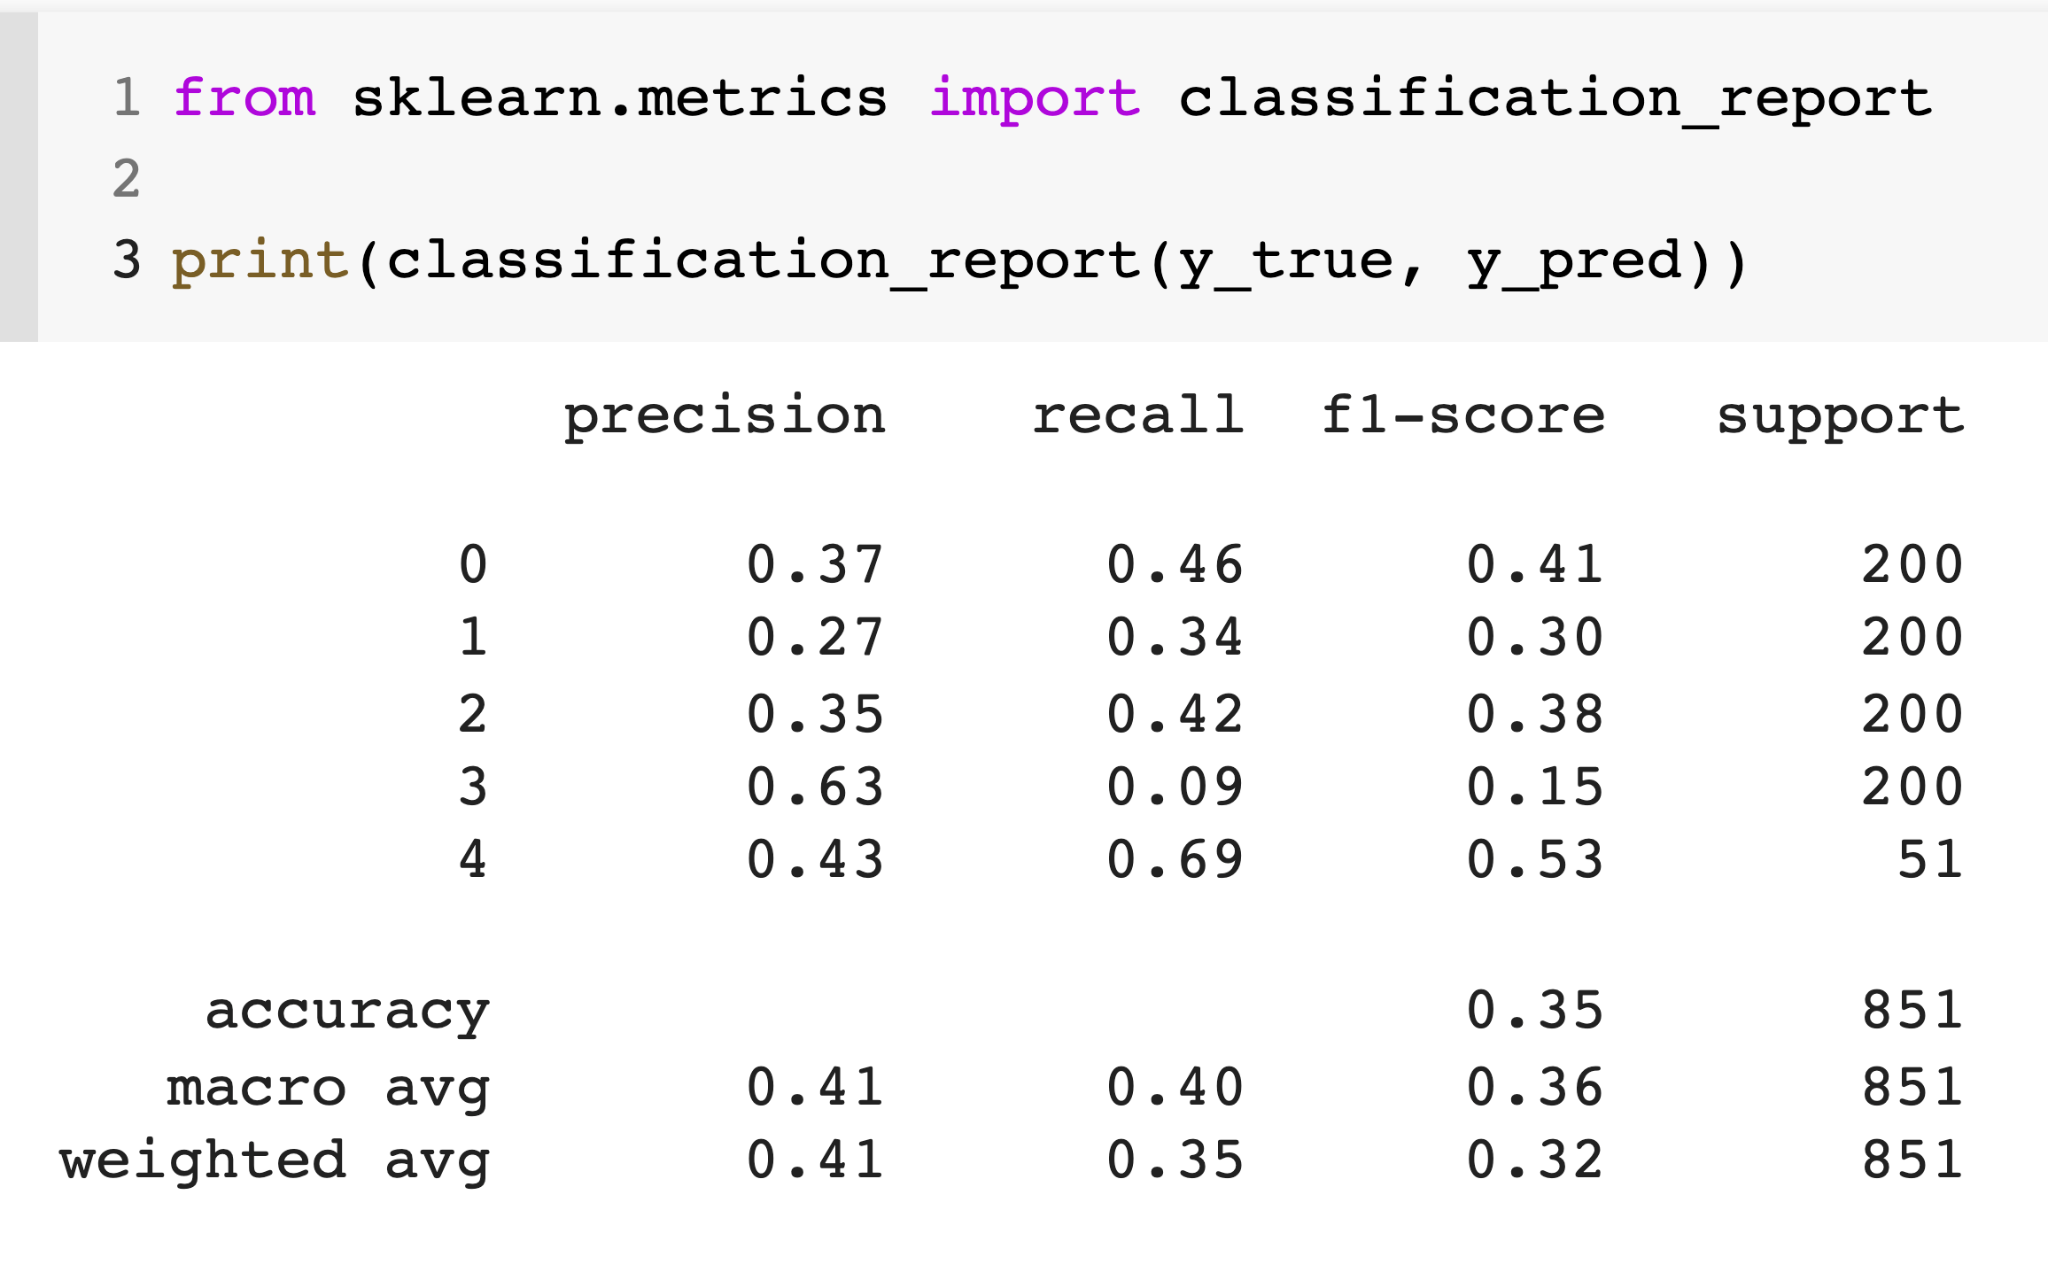 1 from sklearn.metrics import classification_report
2
3 print(classification_report(y_true, y_pred))
precision recall f1-score support
0 0.37 0.46 0.41 200
1 0.27 0.34 0.30 200
2 0.35 0.42 0.38 200
3 0.63 0.09 0.15 200
4 0.43 0.69 0.53 51
accuracy 0.35 851
macro avg 0.41 0.40 0.36 851
weighted avg 0.41 0.35 0.32 851